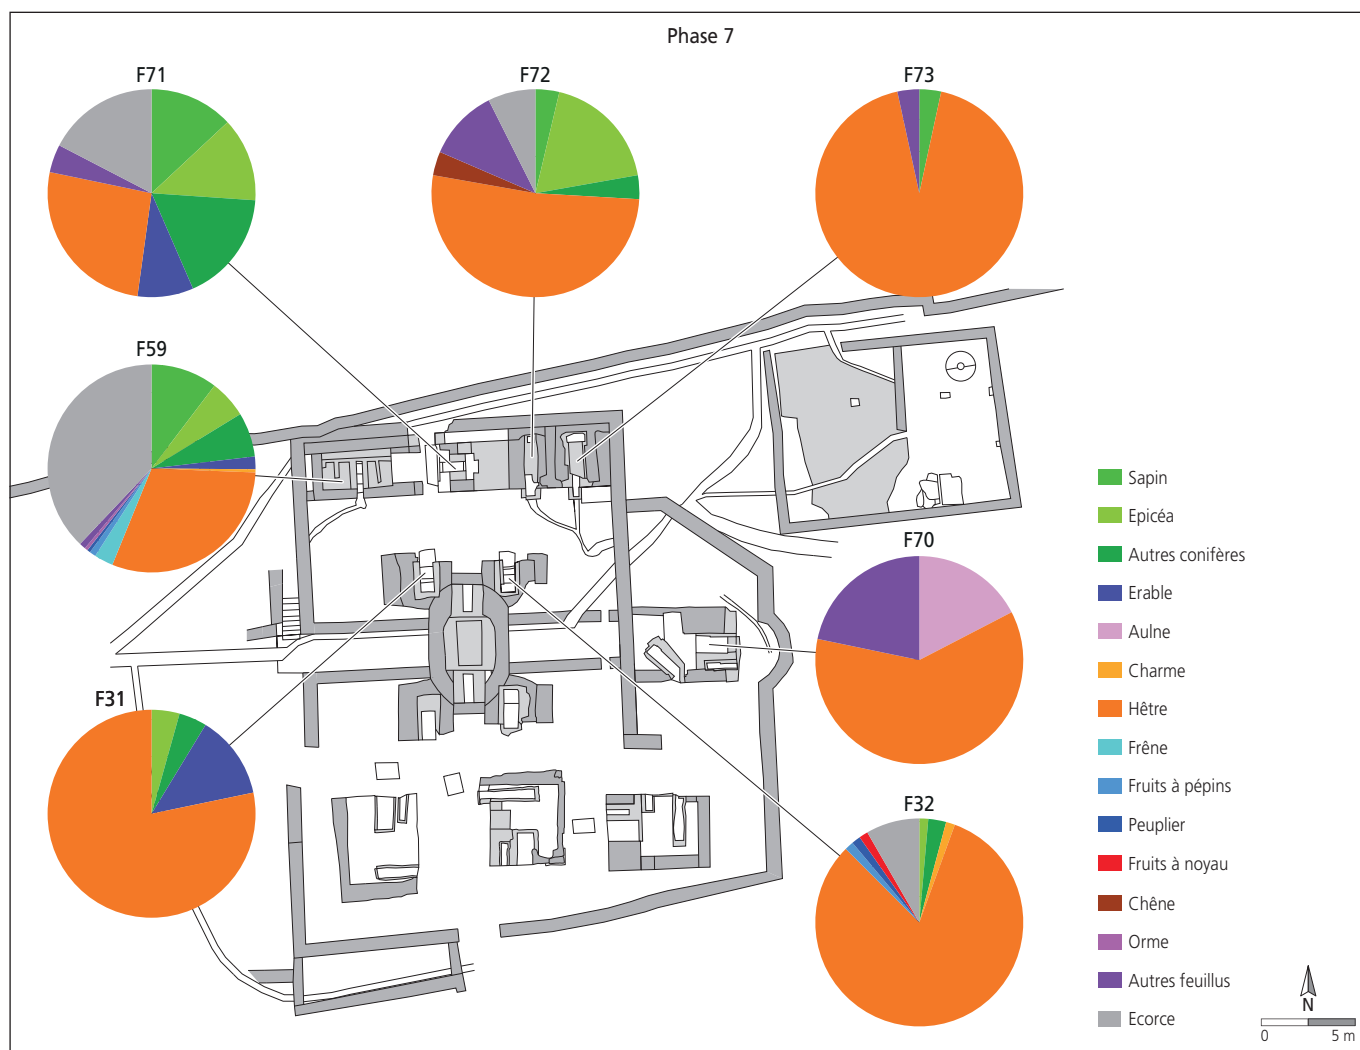 Phase 7
F71
F72
F73
F59
F70
F31
F32
Sapin
Epicéa
Autres conifères
Erable
Aulne
Charme
Hêtre
Frêne
Fruits à pépins
Peuplier
Fruits à noyau
Chêne
Orme
Autres feuillus
Ecorce
N
0 5 m